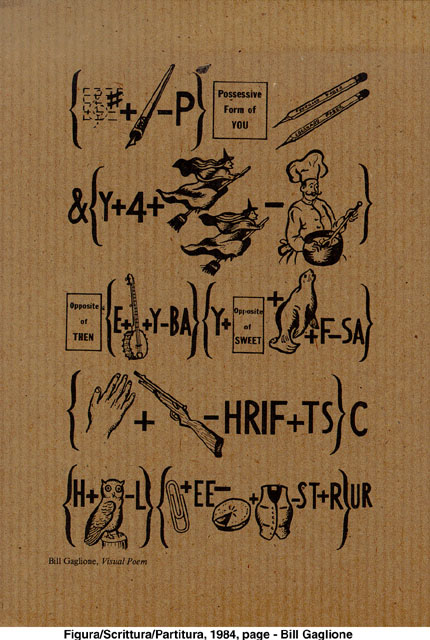 { # + - P } Possessive Form of YOU
& { Y+4+ - }
Opposite of THEN { E+ +Y-BA } { Y+ Opposite of SWEET + +F-SA }
{ + -HRIF+TS } C
{ H+ -L } { +EE- + -ST+R } UR
Bill Gaglione, Visual Poem
Figura/Scrittura/Partitura, 1984, page - Bill Gaglione